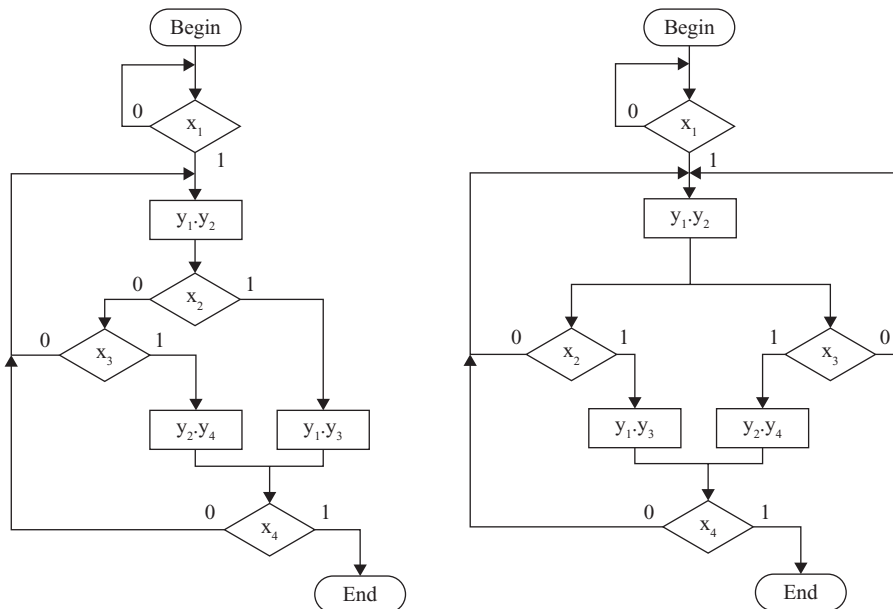 Begin
0
x₁
1
y₁.y₂
0
x₂
1
0
x₃
1
y₂.y₄
y₁.y₃
0
x₄
1
End
Begin
0
x₁
1
y₁.y₂
0
x₂
1
1
x₃
0
y₁.y₃
y₂.y₄
0
x₄
1
End